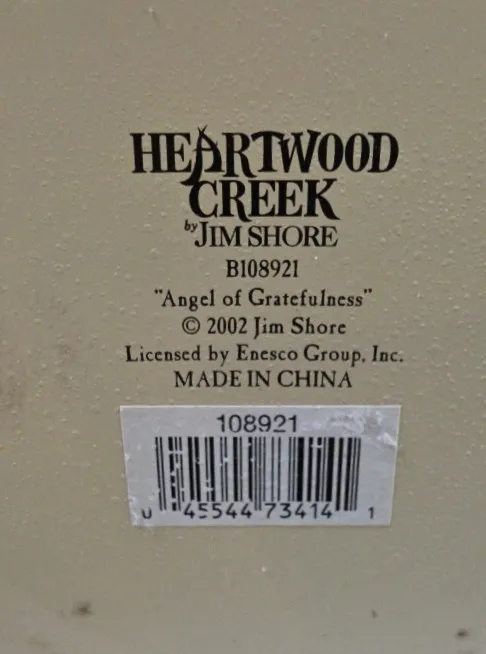 HEARTWOOD
CREEK
by JIM SHORE
B108921
"Angel of Gratefulness"
© 2002 Jim Shore
Licensed by Enesco Group, Inc.
MADE IN CHINA
108921
0 45544 73414 1